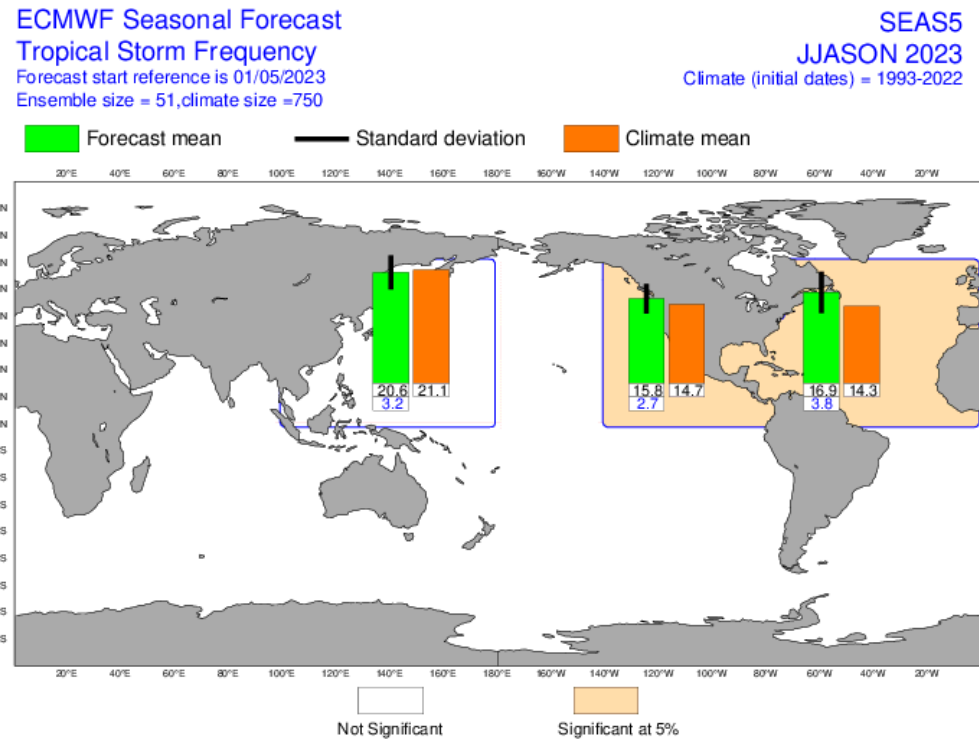 ECMWF Seasonal Forecast
Tropical Storm Frequency
Forecast start reference is 01/05/2023
Ensemble size = 51,climate size =750
SEAS5
JJASON 2023
Climate (initial dates) = 1993-2022
Forecast mean
Standard deviation
Climate mean
20°E 40°E 60°E 80°E 100°E 120°E 140°E 160°E 180°E 160°W 140°W 120°W 100°W 80°W 60°W 40°W 20°W
N
N
N
N
N
N
N
N
N
S
S
S
S
S
S
S
S
20.6 21.1
3.2
15.8 14.7
2.7
16.9 14.3
3.8
20°E 40°E 60°E 80°E 100°E 120°E 140°E 160°E 180°E 160°W 140°W 120°W 100°W 80°W 60°W 40°W 20°W
Not Significant
Significant at 5%